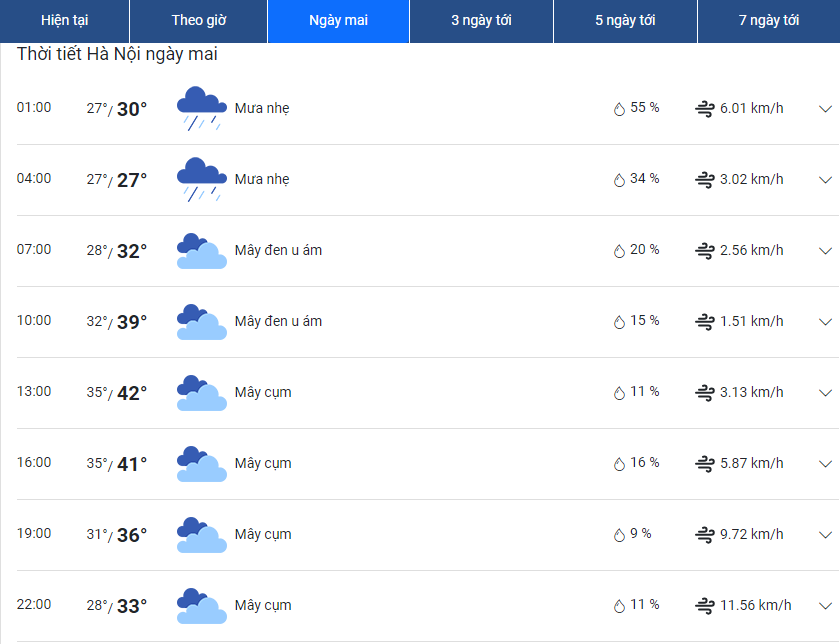 Hiện tại Theo giờ Ngày mai 3 ngày tới 5 ngày tới 7 ngày tới
Thời tiết Hà Nội ngày mai
01:00 27°/ 30° Mưa nhẹ 55 % 6.01 km/h
04:00 27°/ 27° Mưa nhẹ 34 % 3.02 km/h
07:00 28°/ 32° Mây đen u ám 20 % 2.56 km/h
10:00 32°/ 39° Mây đen u ám 15 % 1.51 km/h
13:00 35°/ 42° Mây cụm 11 % 3.13 km/h
16:00 35°/ 41° Mây cụm 16 % 5.87 km/h
19:00 31°/ 36° Mây cụm 9 % 9.72 km/h
22:00 28°/ 33° Mây cụm 11 % 11.56 km/h